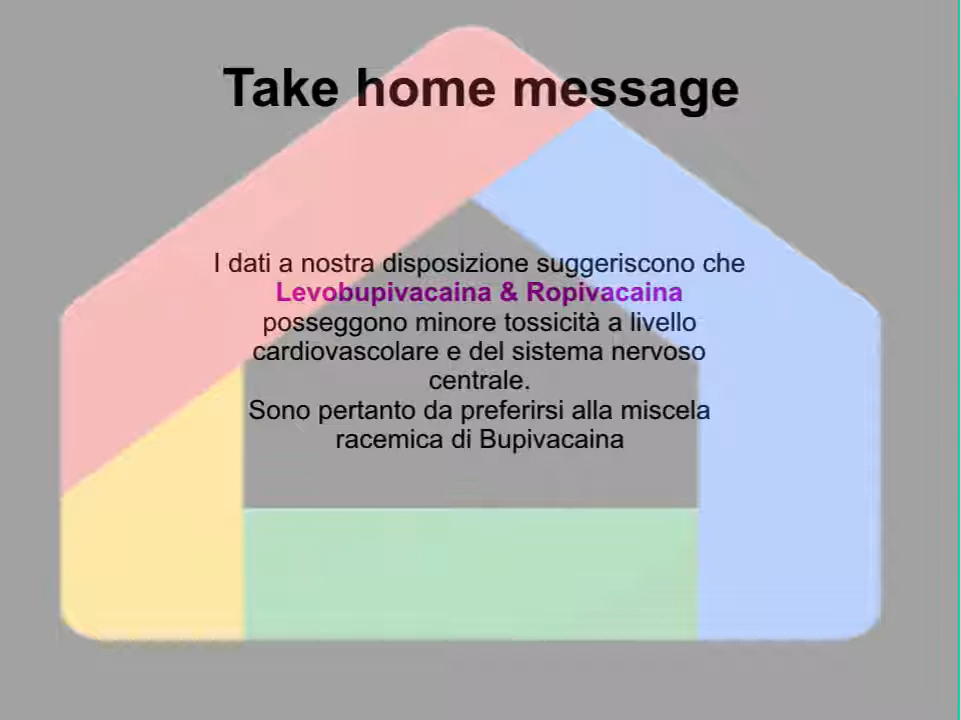 Take home message
I dati a nostra disposizione suggeriscono che
Levobupivacaina & Ropivacaina
posseggono minore tossicità a livello
cardiovascolare e del sistema nervoso
centrale.
Sono pertanto da preferirsi alla miscela
racemica di Bupivacaina